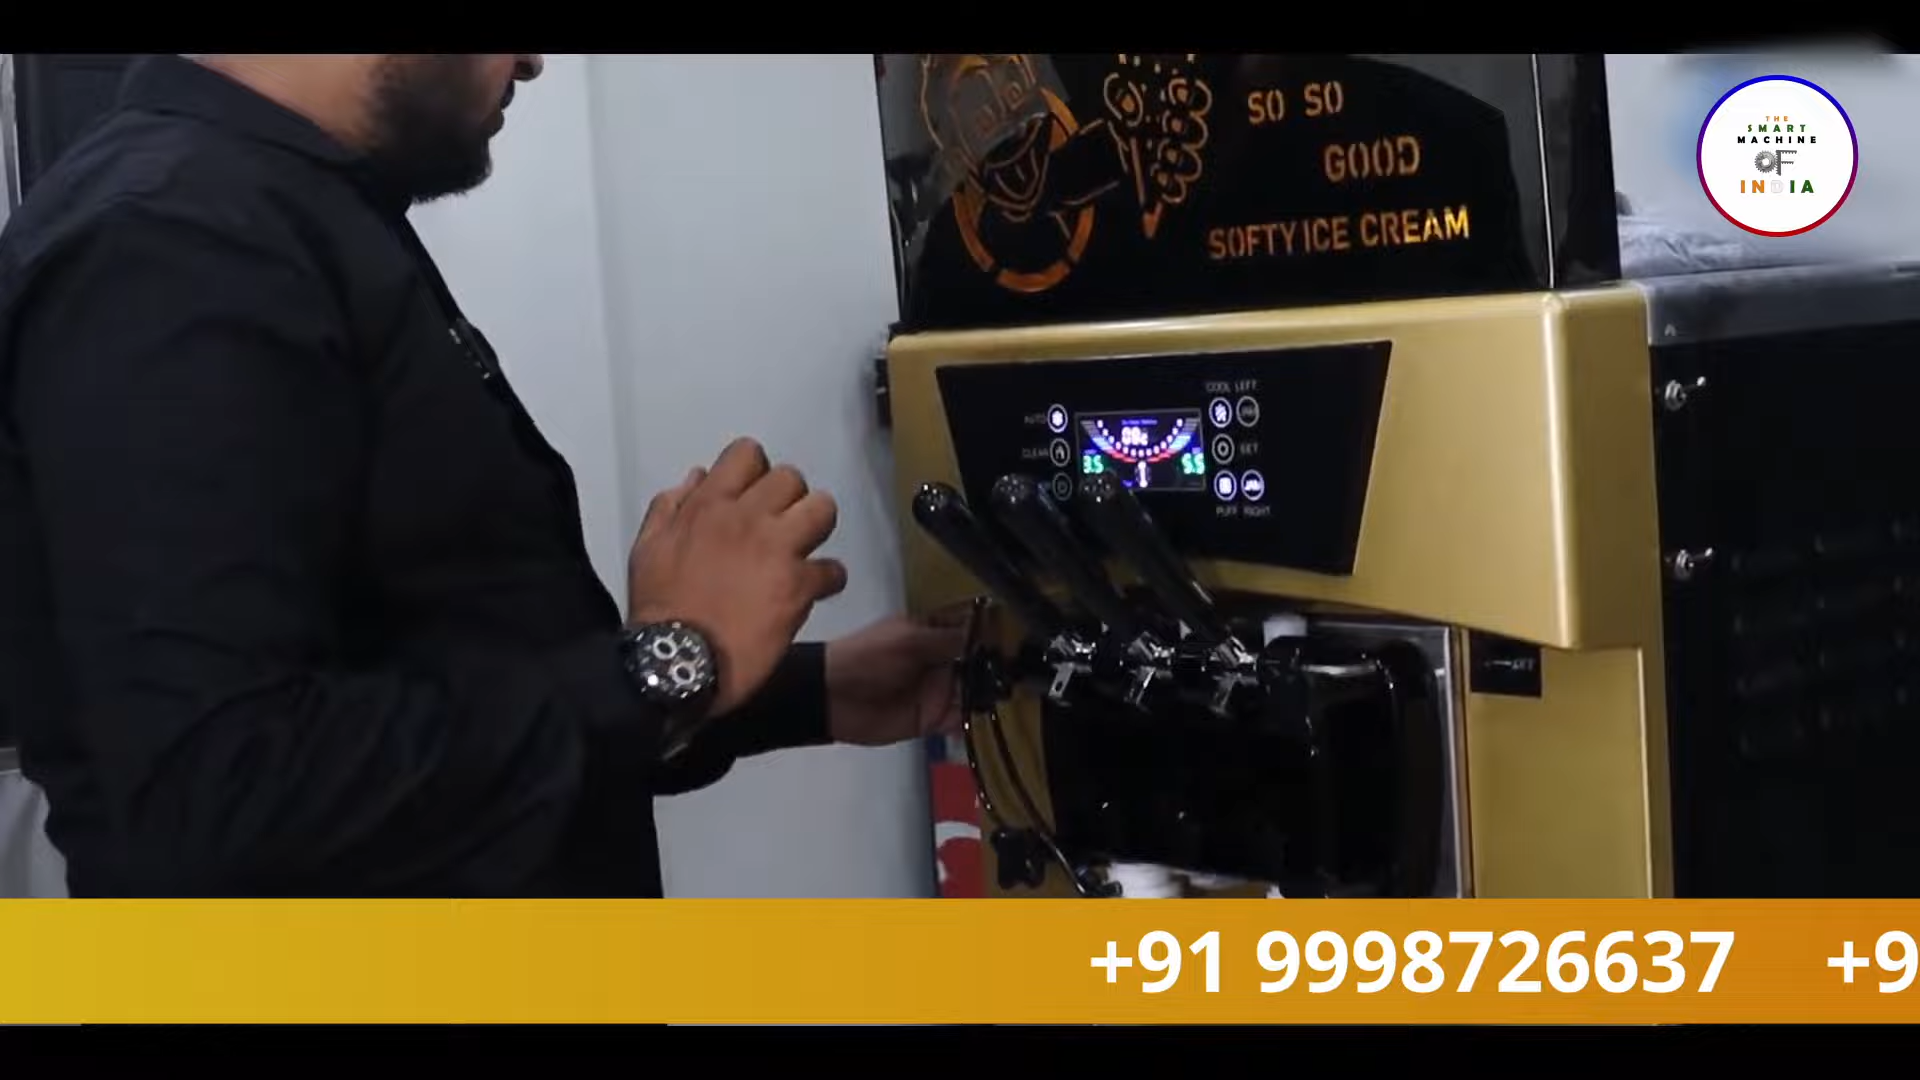 SO SO
GOOD
SOFTY ICE CREAM
THE
SMART
MACHINE
OF
INDIA
COOL LEFT
AUTO
CLEAR
SET
3.5
5.5
PUFF RIGHT
+91 9998726637 +9